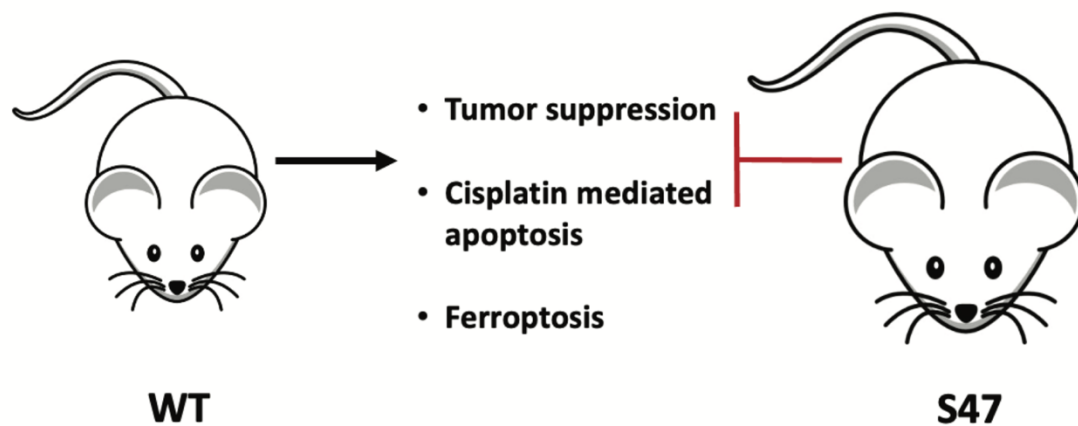 • Tumor suppression
• Cisplatin mediated
apoptosis
• Ferroptosis
WT
S47